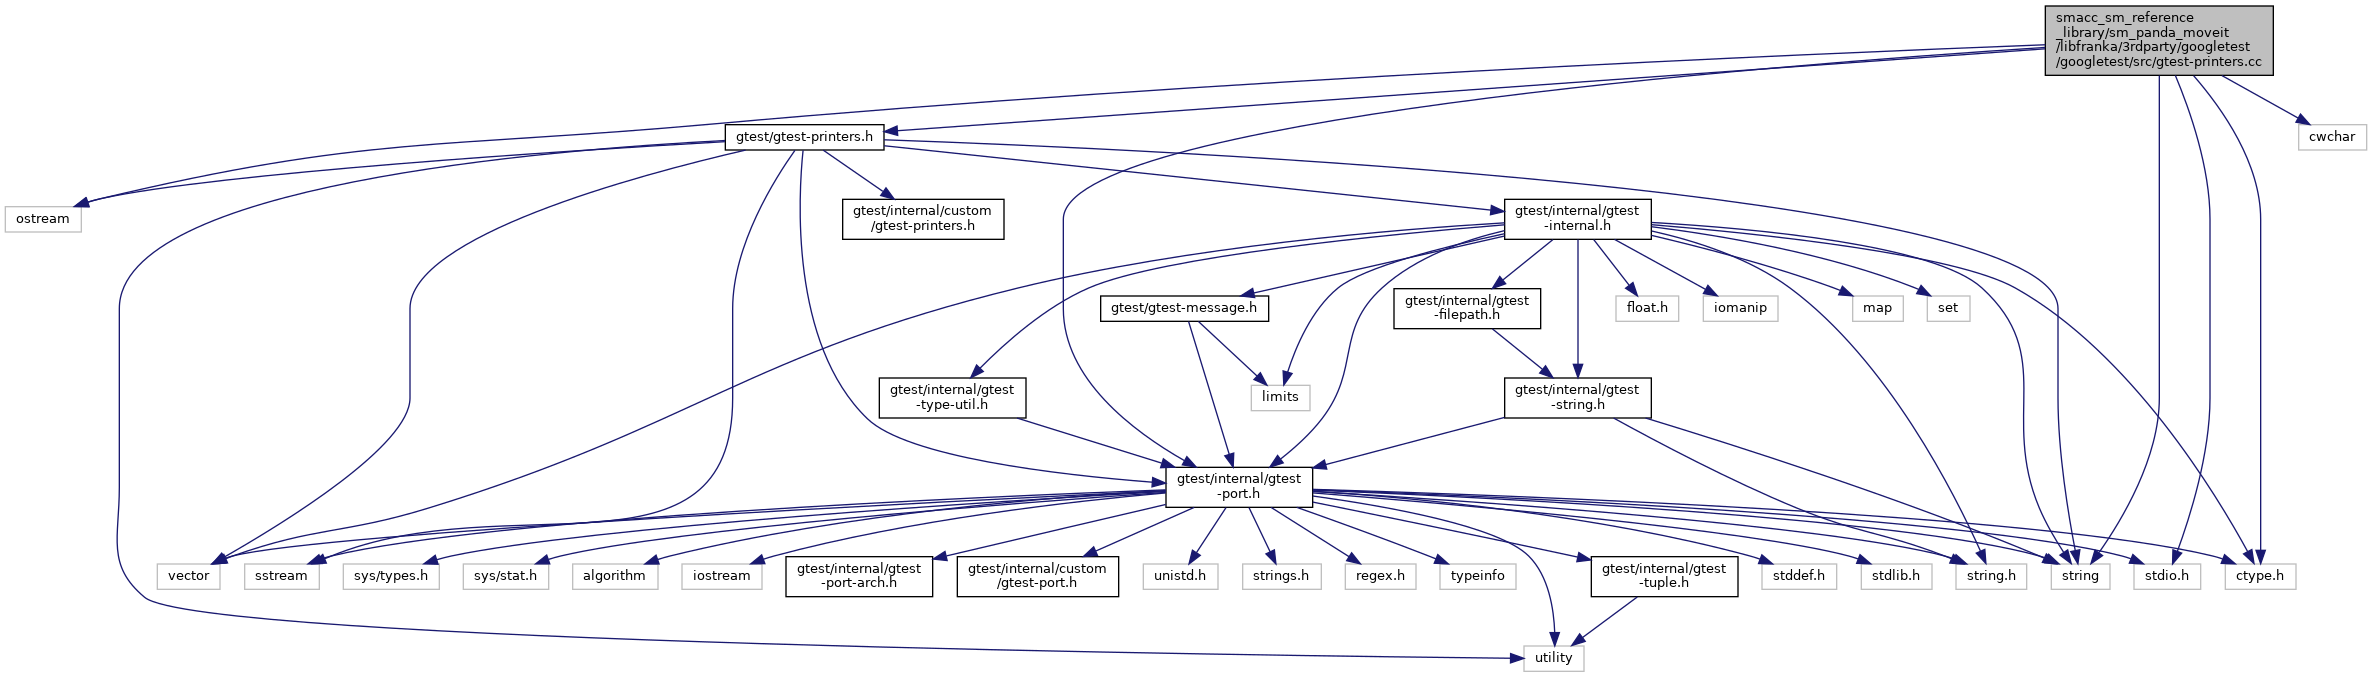 smacc_sm_reference
_library/sm_panda_moveit
/libfranka/3rdparty/googletest
/googletest/src/gtest-printers.cc
gtest/gtest-printers.h
cwchar
ostream
gtest/internal/custom
/gtest-printers.h
gtest/internal/gtest
-internal.h
gtest/gtest-message.h
gtest/internal/gtest
-filepath.h
float.h
iomanip
map
set
gtest/internal/gtest
-type-util.h
limits
gtest/internal/gtest
-string.h
gtest/internal/gtest
-port.h
vector
sstream
sys/types.h
sys/stat.h
algorithm
iostream
gtest/internal/gtest
-port-arch.h
gtest/internal/custom
/gtest-port.h
unistd.h
strings.h
regex.h
typeinfo
gtest/internal/gtest
-tuple.h
stddef.h
stdlib.h
string.h
string
stdio.h
ctype.h
utility